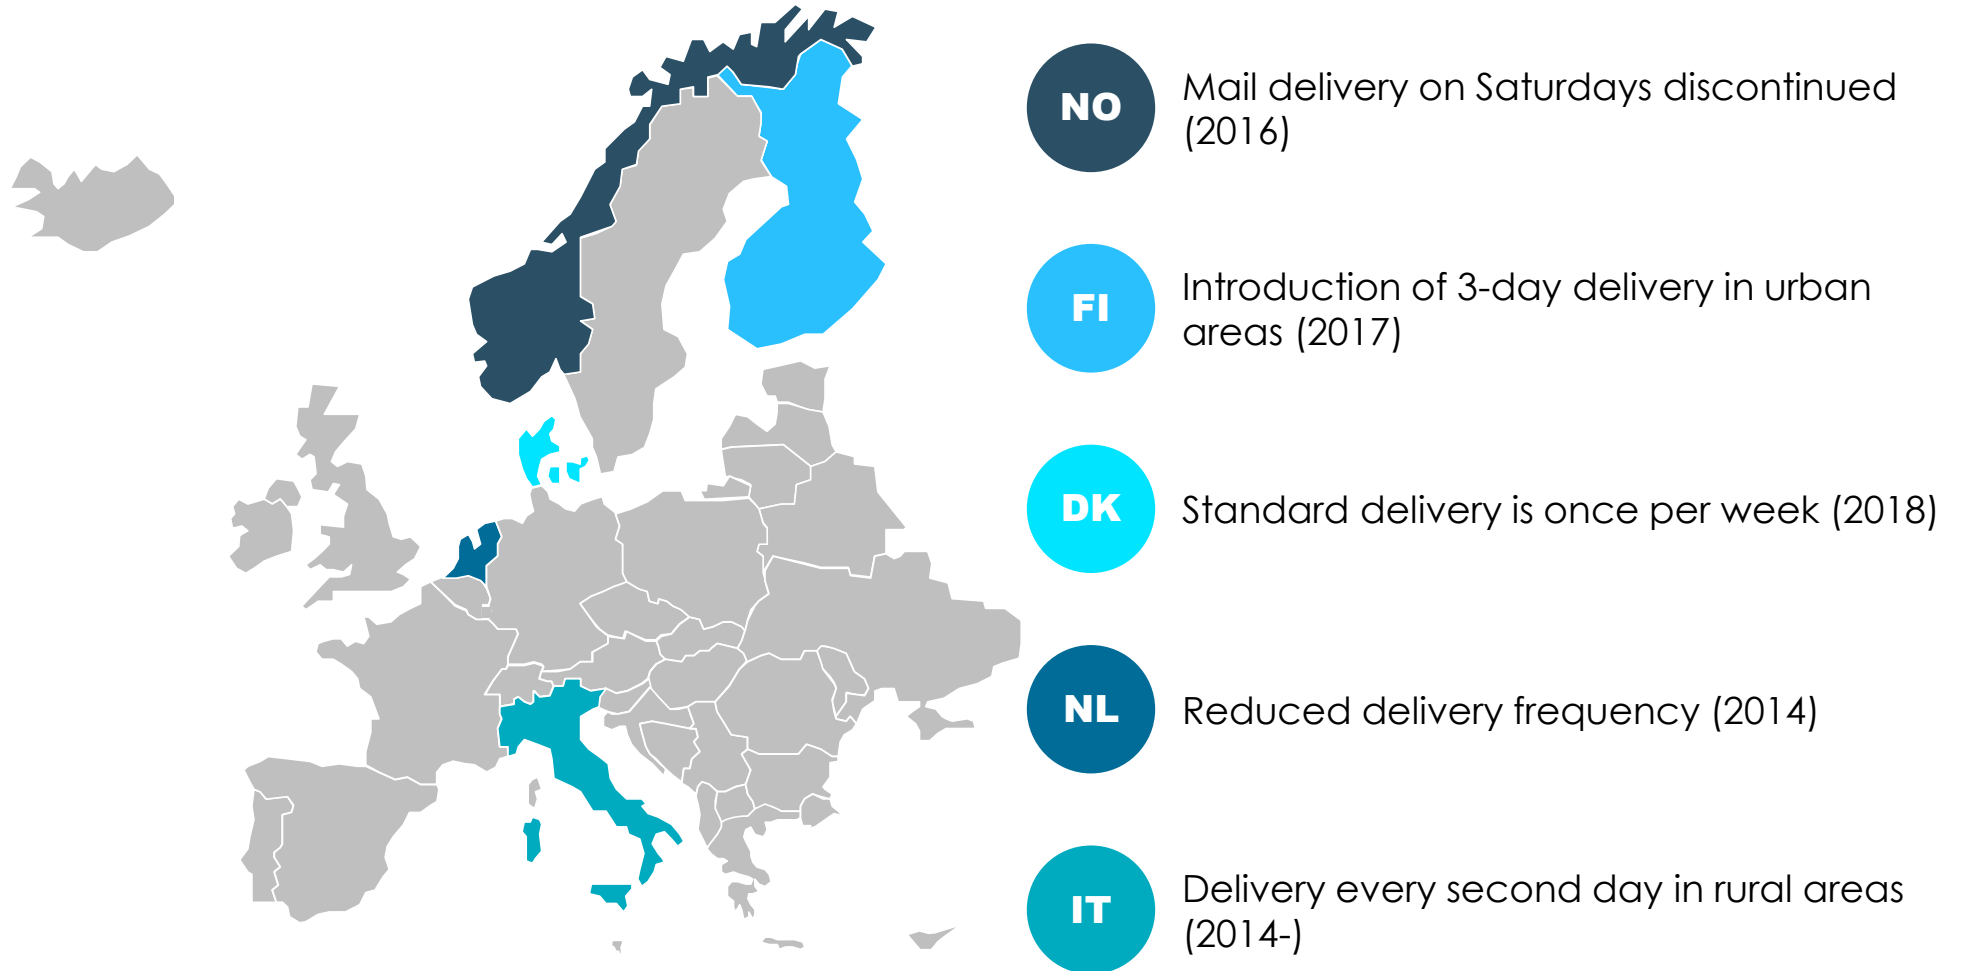 NO
Mail delivery on Saturdays discontinued
(2016)
FI
Introduction of 3-day delivery in urban
areas (2017)
DK
Standard delivery is once per week (2018)
NL
Reduced delivery frequency (2014)
IT
Delivery every second day in rural areas
(2014-)